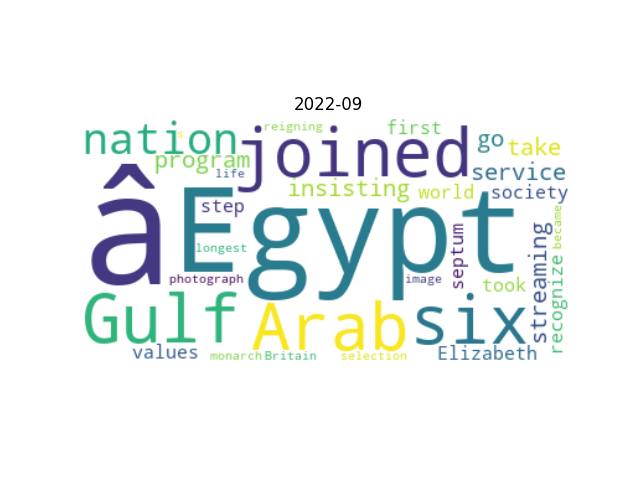 2022-09
reigning
first
nation
s
joined
go
take
program
life
service
insisting
world
society
â
Egypt
step
longest
septum
streaming
became
photograph
image
took
recognize
Gulf
Arab
six
values
monarch
Britain
selection
Elizabeth